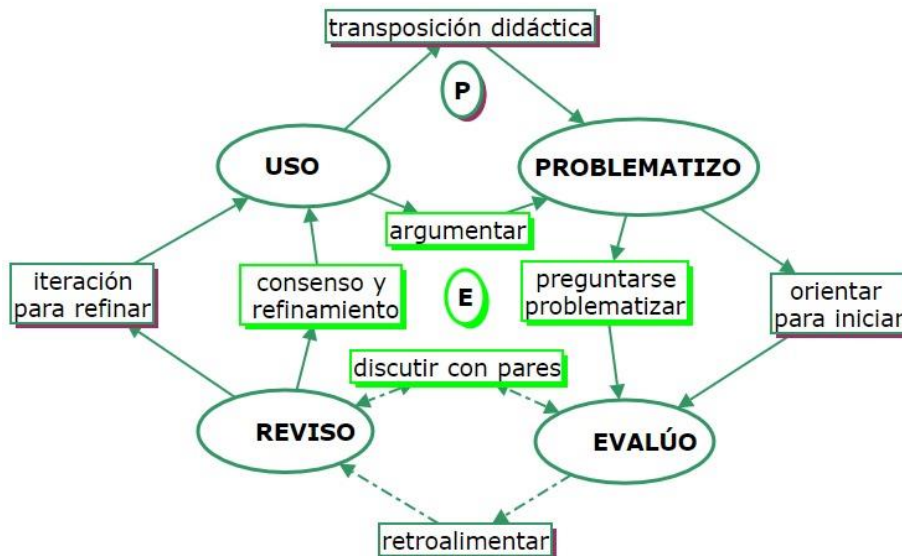 transposición didáctica
P
USO
PROBLEMATIZO
argumentar
iteración
para refinar
consenso y
refinamiento
E
preguntarse
problematizar
orientar
para iniciar
discutir con pares
REVISO
EVALÚO
retroalimentar